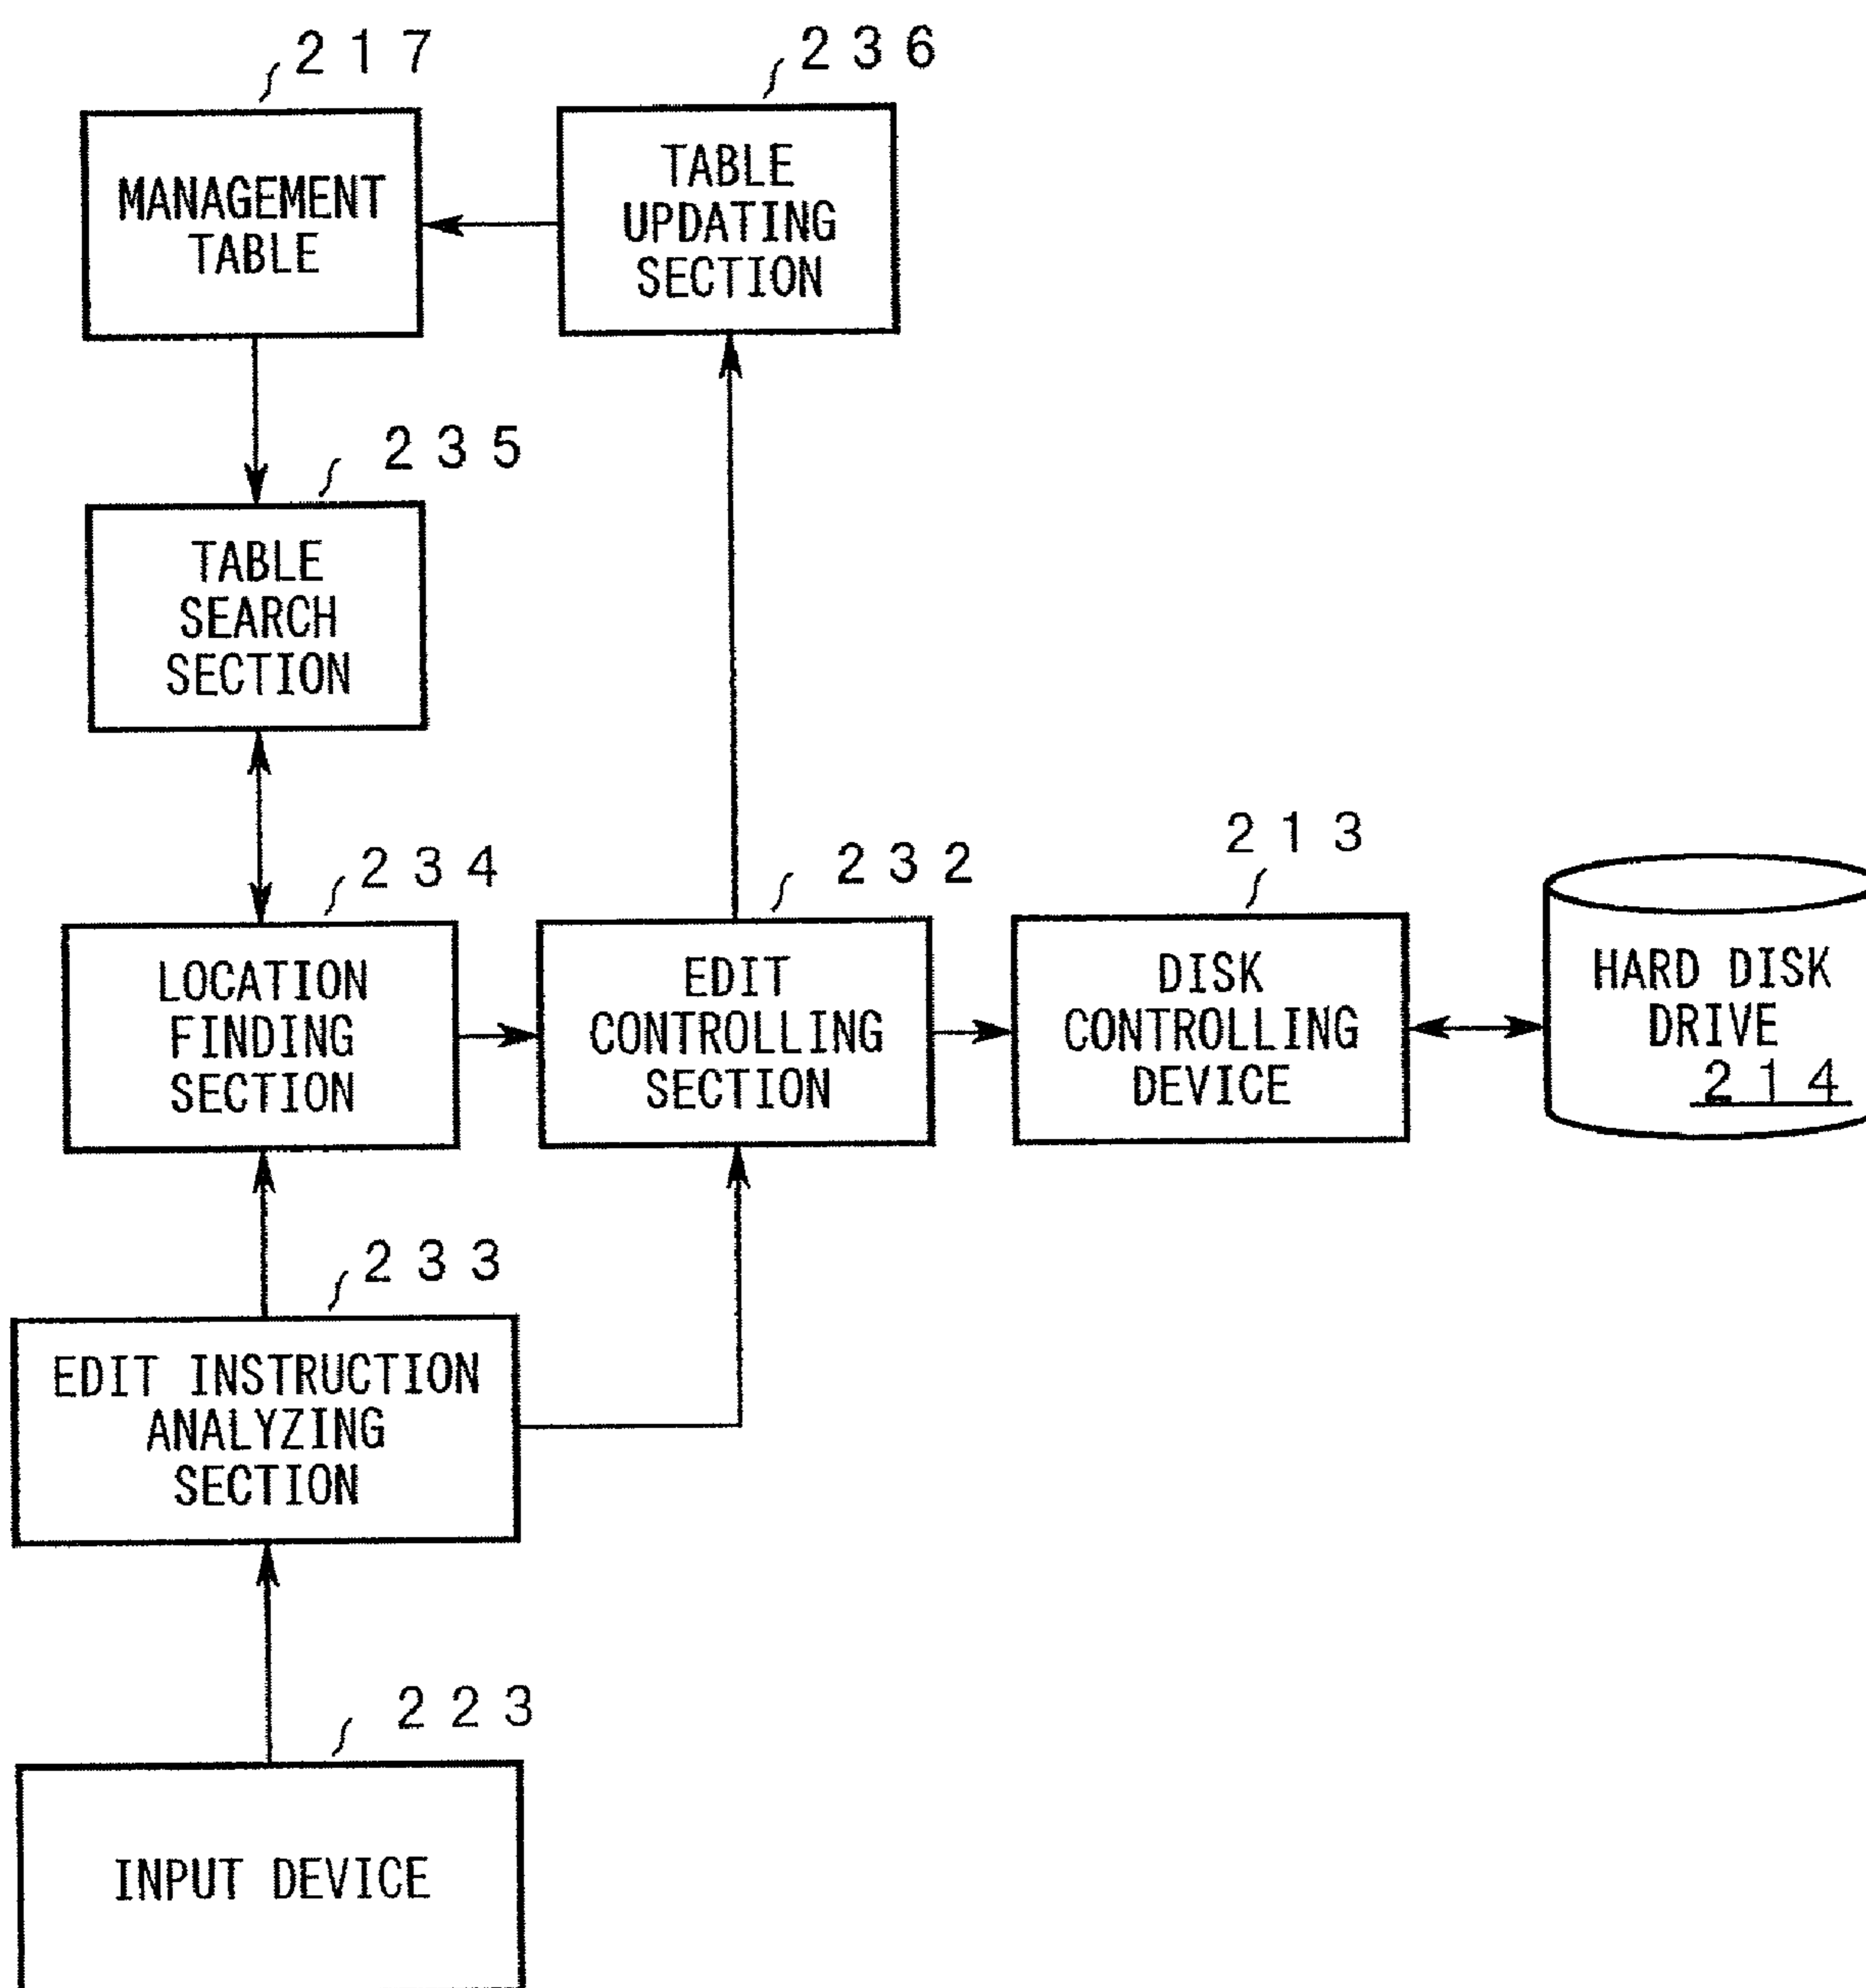 217
236
MANAGEMENT
TABLE
TABLE
UPDATING
SECTION
235
TABLE
SEARCH
SECTION
234
232
213
LOCATION
FINDING
SECTION
EDIT
CONTROLLING
SECTION
DISK
CONTROLLING
DEVICE
HARD DISK
DRIVE
214
233
EDIT INSTRUCTION
ANALYZING
SECTION
223
INPUT DEVICE